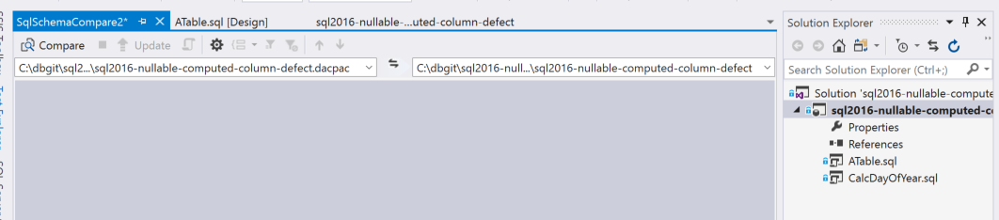 SqlSchemaCompare2* ATable.sql [Design] sql2016-nullable-...uted-column-defect
Compare Update
C:\dbgit\sql2...\sql2016-nullable-computed-column-defect.dacpac C:\dbgit\sql2016-null...\sql2016-nullable-computed-column-defect
Solution Explorer
Search Solution Explorer (Ctrl+;)
Solution 'sql2016-nullable-compute
sql2016-nullable-computed-c
Properties
References
ATable.sql
CalcDayOfYear.sql